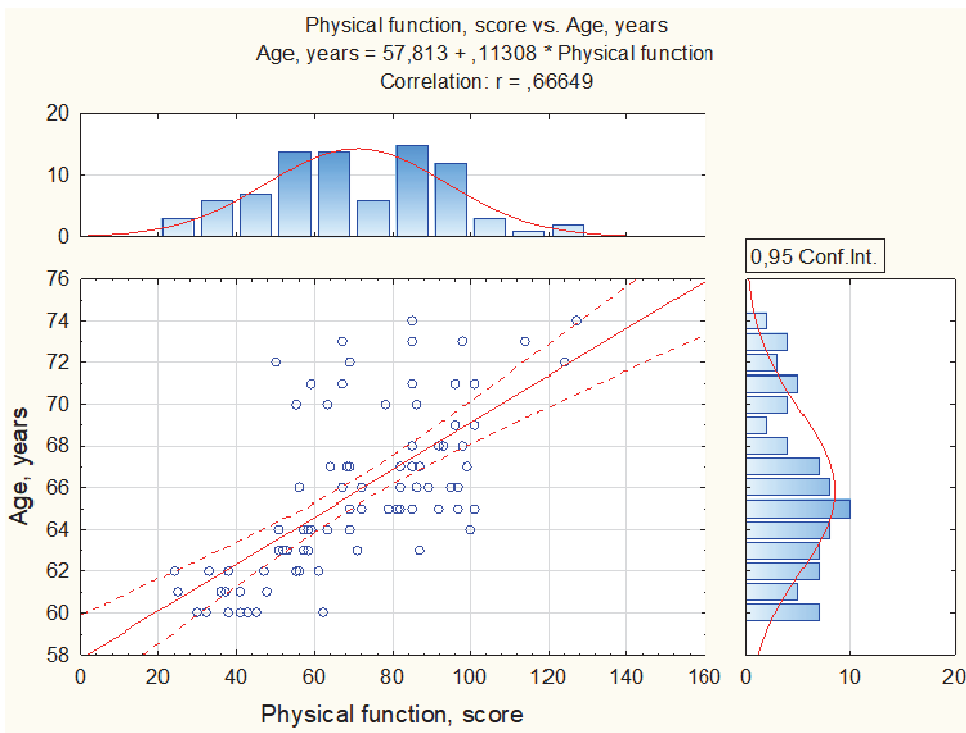 Physical function, score vs. Age, years
Age, years = 57,813 + ,11308 * Physical function
Correlation: r = ,66649
20
10
0
0,95 Conf.Int.
76
74
72
70
68
66
64
62
60
58
Age, years
0 20 40 60 80 100 120 140 160
0 10 20
Physical function, score